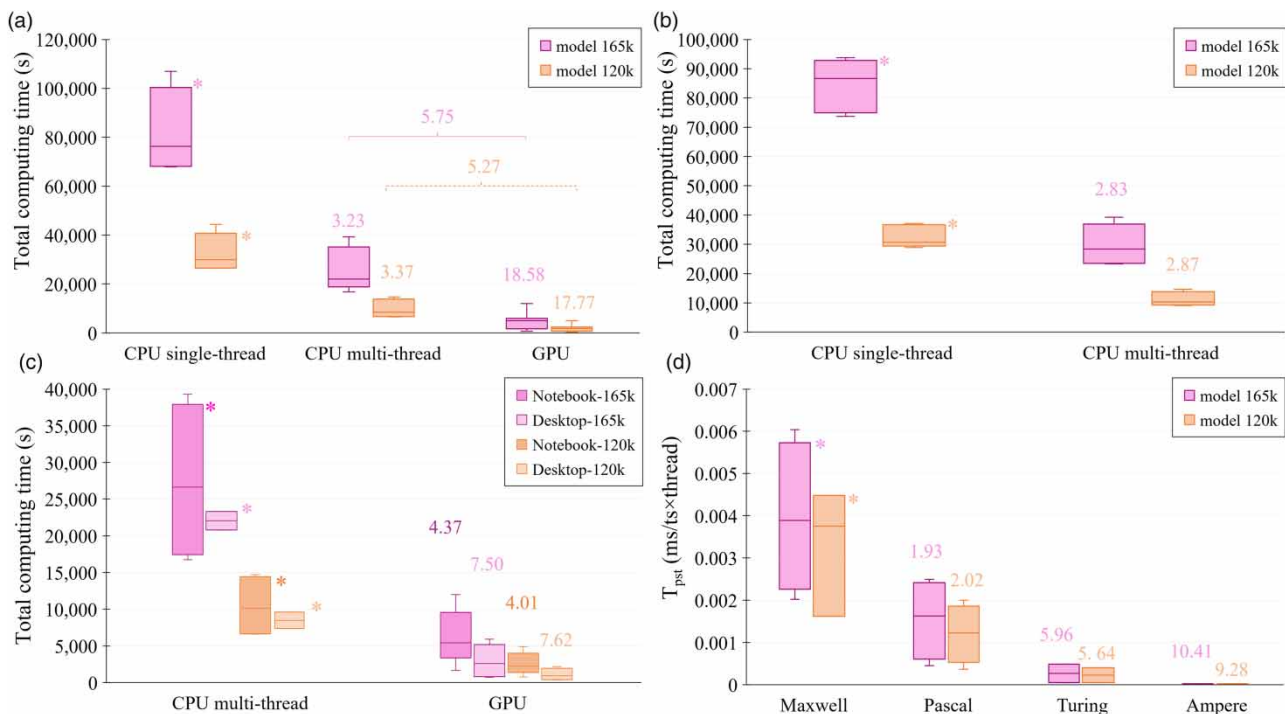 (a)
Total computing time (s)
120,000
100,000
80,000
60,000
40,000
20,000
0
model 165k
model 120k
*
*
5.75
5.27
3.23
3.37
18.58
17.77
CPU single-thread
CPU multi-thread
GPU
(b)
Total computing time (s)
100,000
90,000
80,000
70,000
60,000
50,000
40,000
30,000
20,000
10,000
0
model 165k
model 120k
*
*
2.83
2.87
CPU single-thread
CPU multi-thread
(c)
Total computing time (s)
40,000
35,000
30,000
25,000
20,000
15,000
10,000
5,000
0
Notebook-165k
Desktop-165k
Notebook-120k
Desktop-120k
*
*
*
*
4.37
7.50
4.01
7.62
CPU multi-thread
GPU
(d)
Tpst (ms/ts×thread)
0.007
0.006
0.005
0.004
0.003
0.002
0.001
0.000
model 165k
model 120k
*
*
1.93
2.02
5.96
5. 64
10.41
9.28
Maxwell
Pascal
Turing
Ampere